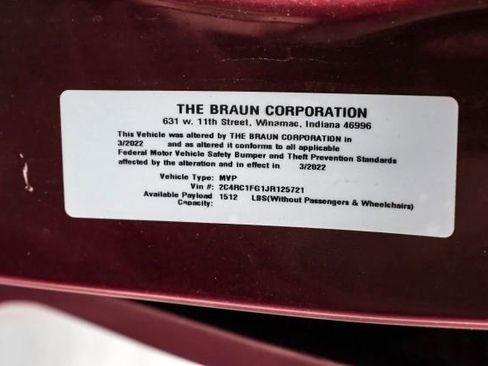 THE BRAUN CORPORATION
631 w. 11th Street, Winamac, Indiana 46996
This Vehicle was altered by THE BRAUN CORPORATION in
3/2022 and as altered it conforms to all applicable
Federal Motor Vehicle Safety Bumper and Theft Prevention Standards
affected by the alteration and in effect in 3/2022
Vehicle Type: MVP
Vin #: 2C4RC1FG1JR125721
Available Payload 1512 LBS(Without Passengers & Wheelchairs)
Capacity: